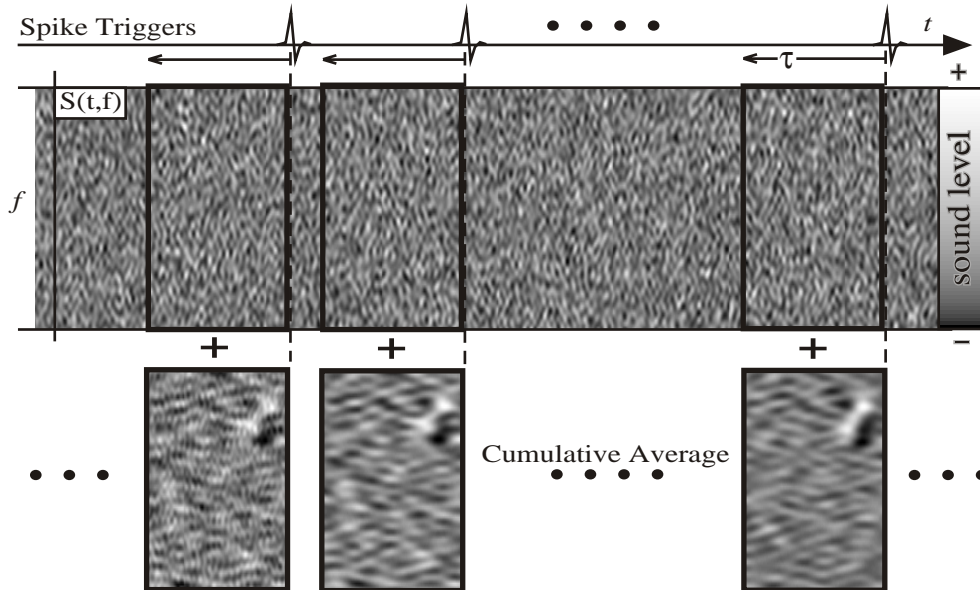 Spike Triggers
t
τ
+
S(t,f)
f
sound level
-
+ + +
Cumulative Average